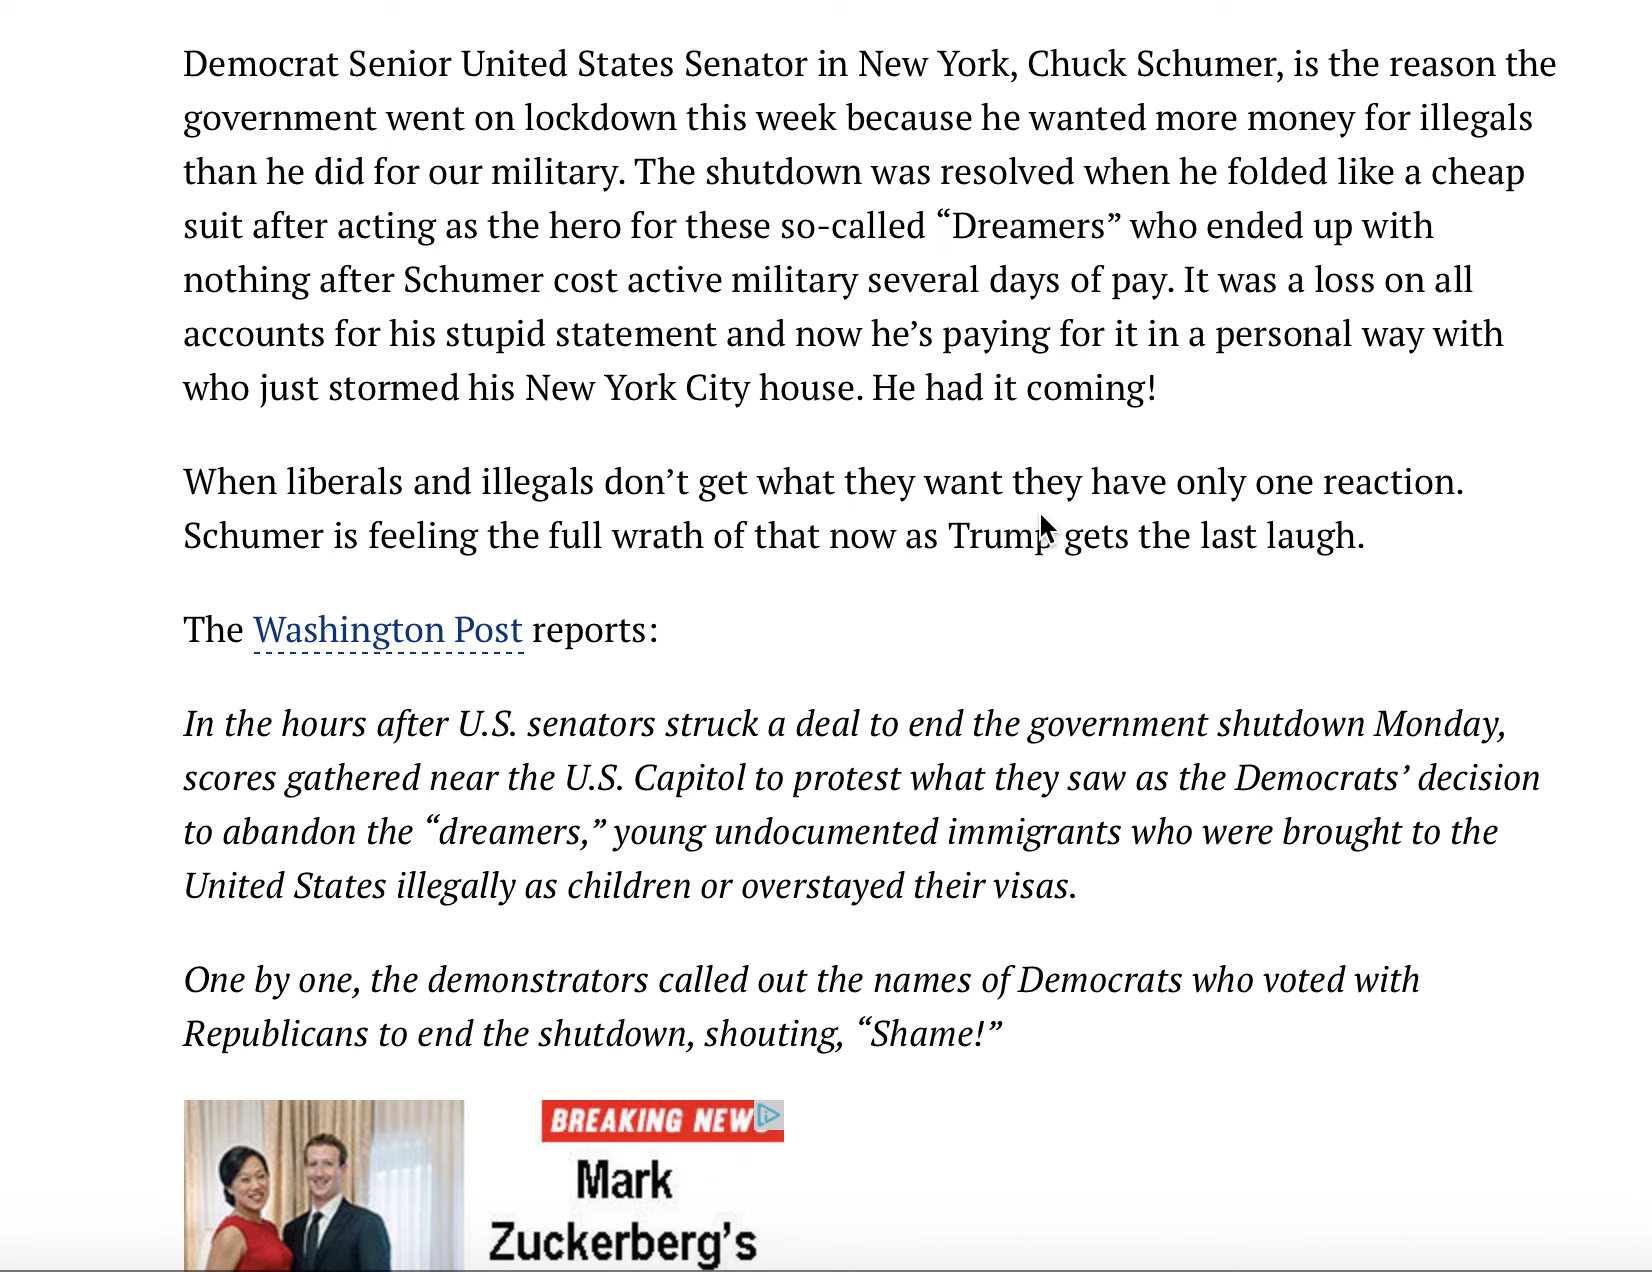 Democrat Senior United States Senator in New York, Chuck Schumer, is the reason the
government went on lockdown this week because he wanted more money for illegals
than he did for our military. The shutdown was resolved when he folded like a cheap
suit after acting as the hero for these so-called “Dreamers” who ended up with
nothing after Schumer cost active military several days of pay. It was a loss on all
accounts for his stupid statement and now he’s paying for it in a personal way with
who just stormed his New York City house. He had it coming!
When liberals and illegals don’t get what they want they have only one reaction.
Schumer is feeling the full wrath of that now as Trump gets the last laugh.
The Washington Post reports:
In the hours after U.S. senators struck a deal to end the government shutdown Monday,
scores gathered near the U.S. Capitol to protest what they saw as the Democrats’ decision
to abandon the “dreamers,” young undocumented immigrants who were brought to the
United States illegally as children or overstayed their visas.
One by one, the demonstrators called out the names of Democrats who voted with
Republicans to end the shutdown, shouting, “Shame!”
BREAKING NEWS
Mark
Zuckerberg’s